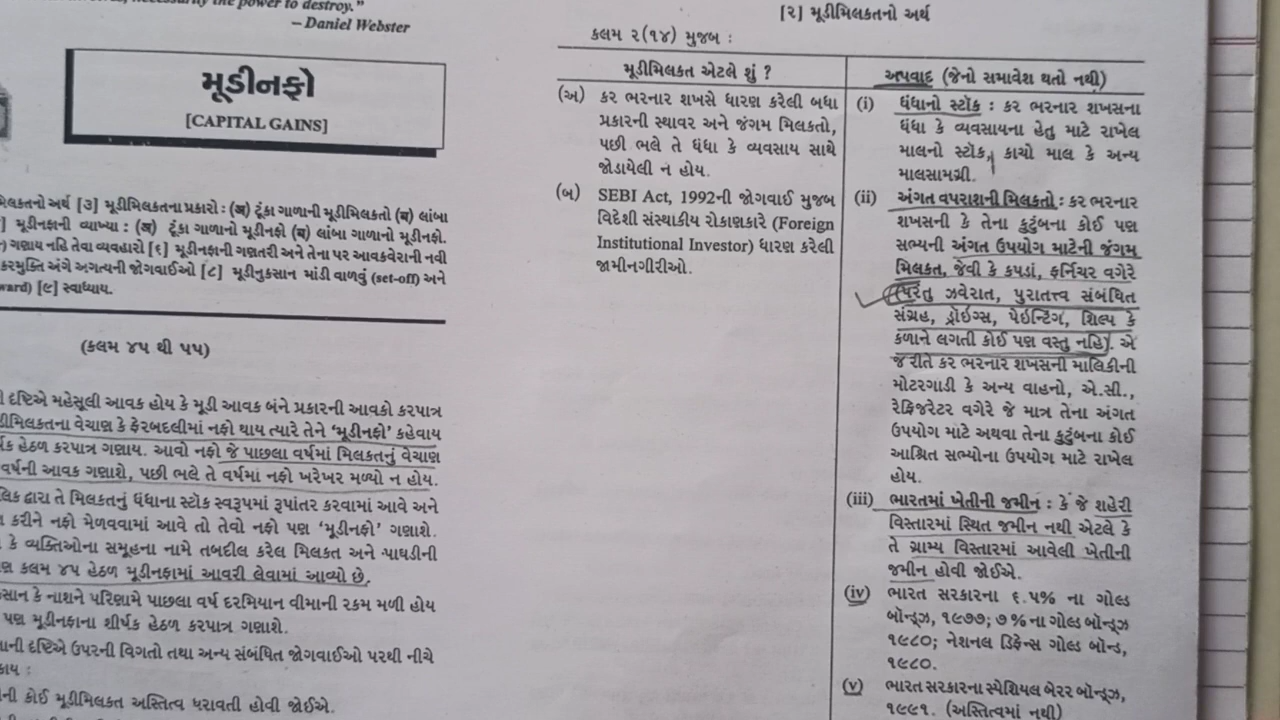 the power to destroy."
– Daniel Webster
મૂડીનફો
[CAPITAL GAINS]
અર્થ [૩] મૂડીમિલકતના પ્રકારો : (અ) ટૂંકા ગાળાની મૂડીમિલકતો (બ) લાંબા
મૂડીનફાની વ્યાખ્યા : (અ) ટૂંકા ગાળાનો મૂડીનફો (બ) લાંબા ગાળાનો મૂડીનફો.
ગણાય નહિ તેવા વ્યવહારો [૬] મૂડીનફાની ગણતરી અને તેના પર આવકવેરાની નવી
કરમુક્તિ અંગે અગત્યની જોગવાઈઓ [૮] મૂડીનુકસાન માંડી વાળવું (set-off) અને
[૯] સ્વાધ્યાય.
(કલમ ૪૫ થી ૫૫)
દૃષ્ટિએ મહેસૂલી આવક હોય કે મૂડી આવક બંને પ્રકારની આવકો કરપાત્ર
વેચાણ કે ફેરબદલીમાં નફો થાય ત્યારે તેને ‘મૂડીનફો’ કહેવાય
હેઠળ કરપાત્ર ગણાય. આવો નફો જે પાછલા વર્ષમાં મિલકતનું વેચાણ
વર્ષની આવક ગણાશે, પછી ભલે તે વર્ષમાં નફો ખરેખર મળ્યો ન હોય.
દ્વારા તે મિલકતનું ધંધાના સ્ટોક સ્વરૂપમાં રૂપાંતર કરવામાં આવે અને
કરીને નફો મેળવવામાં આવે તો તેવો નફો પણ ‘મૂડીનફો’ ગણાશે.
કે વ્યક્તિઓના સમૂહના નામે તબદીલ કરેલ મિલકત અને પાઘડીની
કલમ ૪૫ હેઠળ મૂડીનફામાં આવરી લેવામાં આવ્યો છે.
કે નાશને પરિણામે પાછલા વર્ષ દરમિયાન વીમાની રકમ મળી હોય
પણ મૂડીનફાના શીર્ષક હેઠળ કરપાત્ર ગણાશે.
દૃષ્ટિએ ઉપરની વિગતો તથા અન્ય સંબંધિત જોગવાઈઓ પરથી નીચે
કોઈ મૂડીમિલકત અસ્તિત્વ ધરાવતી હોવી જોઈએ.
[૨] મૂડીમિલકતનો અર્થ
કલમ ૨(૧૪) મુજબ :
મૂડીમિલકત એટલે શું ?
(અ) કર ભરનાર શખસે ધારણ કરેલી બધા
પ્રકારની સ્થાવર અને જંગમ મિલકતો,
પછી ભલે તે ધંધા કે વ્યવસાય સાથે
જોડાયેલી ન હોય.
(બ) SEBI Act, 1992ની જોગવાઈ મુજબ
વિદેશી સંસ્થાકીય રોકાણકારે (Foreign
Institutional Investor) ધારણ કરેલી
જામીનગીરીઓ.
અપવાદ (જેનો સમાવેશ થતો નથી)
(i) ધંધાનો સ્ટૉક : કર ભરનાર શખસના
ધંધા કે વ્યવસાયના હેતુ માટે રાખેલ
માલનો સ્ટૉક, કાચો માલ કે અન્ય
માલસામગ્રી.
(ii) અંગત વપરાશની મિલકતો : કર ભરનાર
શખસની કે તેના કુટુંબના કોઈ પણ
સભ્યની અંગત ઉપયોગ માટેની જંગમ
મિલકત, જેવી કે કપડાં, ફર્નિચર વગેરે
(પરંતુ ઝવેરાત, પુરાતત્ત્વ સંબંધિત
સંગ્રહ, ડ્રોઇંગ્સ, પેઇન્ટિંગ, શિલ્પ કે
કળાને લગતી કોઈ પણ વસ્તુ નહિ). એ
જ રીતે કર ભરનાર શખસની માલિકીની
મોટરગાડી કે અન્ય વાહનો, એ.સી.,
રેફ્રિજરેટર વગેરે જે માત્ર તેના અંગત
ઉપયોગ માટે અથવા તેના કુટુંબના કોઈ
આશ્રિત સભ્યોના ઉપયોગ માટે રાખેલ
હોય.
(iii) ભારતમાં ખેતીની જમીન : કે જે શહેરી
વિસ્તારમાં સ્થિત જમીન નથી એટલે કે
તે ગ્રામ્ય વિસ્તારમાં આવેલી ખેતીની
જમીન હોવી જોઈએ.
(iv) ભારત સરકારના ૬.૫% ના ગોલ્ડ
બૉન્ડ્ઝ, ૧૯૭૭; ૭ % ના ગોલ્ડ બૉન્ડ્ઝ
૧૯૮૦; નેશનલ ડિફેન્સ ગોલ્ડ બૉન્ડ,
૧૯૮૦.
(v) ભારત સરકારના સ્પેશિયલ બેરર બૉન્ડ્ઝ,
૧૯૯૧. (અસ્તિત્વમાં નથી)